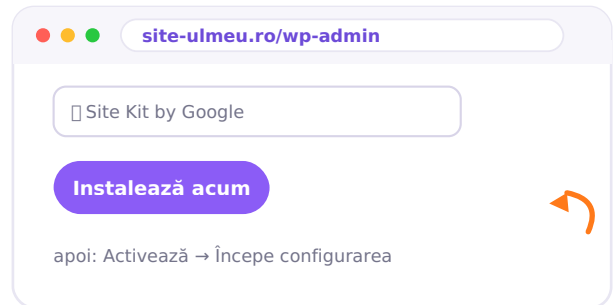 site-ulmeu.ro/wp-admin
Site Kit by Google
Instalează acum
apoi: Activează → Începe configurarea